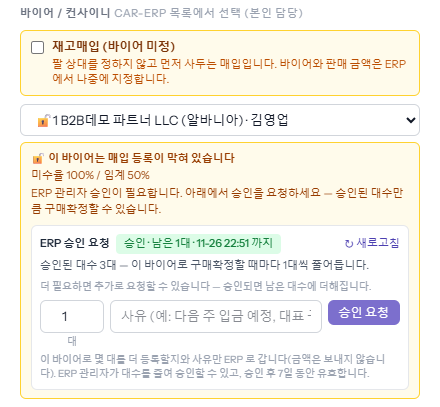 바이어 / 컨사이니 CAR-ERP 목록에서 선택 (본인 담당)
재고매입 (바이어 미정)
팔 상대를 정하지 않고 먼저 사두는 매입입니다. 바이어와 판매 금액은 ERP
에서 나중에 지정합니다.
🔓1 B2B데모 파트너 LLC (알바니아)·김영업
🔓 이 바이어는 매입 등록이 막혀 있습니다
미수율 100% / 임계 50%
ERP 관리자 승인이 필요합니다. 아래에서 승인을 요청하세요 — 승인된 대수만
큼 구매확정할 수 있습니다.
ERP 승인 요청 승인·남은 1대·11-26 22:51 까지 ↻ 새로고침
승인된 대수 3대 — 이 바이어로 구매확정할 때마다 1대씩 줄어듭니다.
더 필요하면 추가로 요청할 수 있습니다 — 승인되면 남은 대수에 더해집니다.
1 사유 (예: 다음 주 입금 예정, 대표 승인 요청
대
이 바이어로 몇 대를 더 등록할지와 사유만 ERP 로 갑니다(금액은 보내지 않습니
다). ERP 관리자가 대수를 줄여 승인할 수 있고, 승인 후 7일 동안 유효합니다.